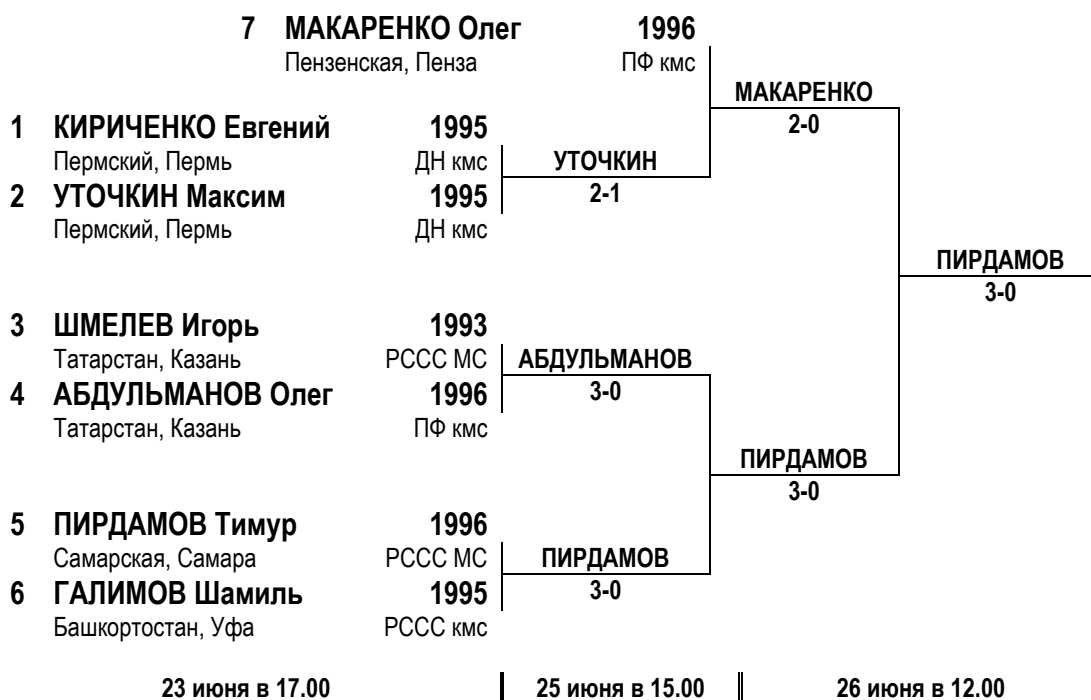 7 МАКАРЕНКО Олег 1996
Пензенская, Пенза ПФ кмс
МАКАРЕНКО
2-0
1 КИРИЧЕНКО Евгений 1995
Пермский, Пермь ДН кмс
УТОЧКИН
2-1
2 УТОЧКИН Максим 1995
Пермский, Пермь ДН кмс
ПИРДАМОВ
3-0
3 ШМЕЛЕВ Игорь 1993
Татарстан, Казань РССС МС
АБДУЛЬМАНОВ
3-0
4 АБДУЛЬМАНОВ Олег 1996
Татарстан, Казань ПФ кмс
ПИРДАМОВ
3-0
5 ПИРДАМОВ Тимур 1996
Самарская, Самара РССС МС
ПИРДАМОВ
3-0
6 ГАЛИМОВ Шамиль 1995
Башкортостан, Уфа РССС кмс
23 июня в 17.00 25 июня в 15.00 26 июня в 12.00